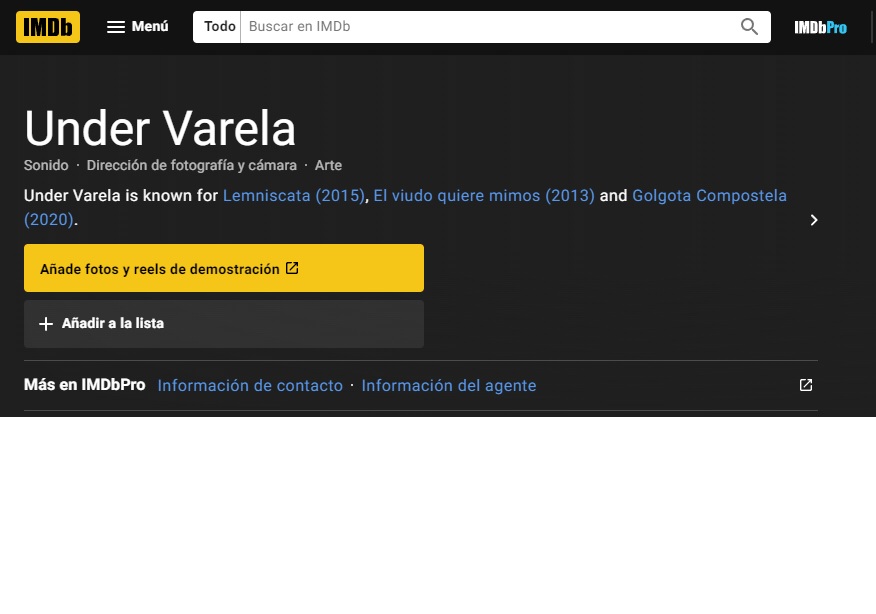 IMDb Menú Todo Buscar en IMDb IMDbPro
Under Varela
Sonido · Dirección de fotografía y cámara · Arte
Under Varela is known for Lemniscata (2015), El viudo quiere mimos (2013) and Golgota Compostela
(2020).
Añade fotos y reels de demostración
Añadir a la lista
Más en IMDbPro Información de contacto · Información del agente